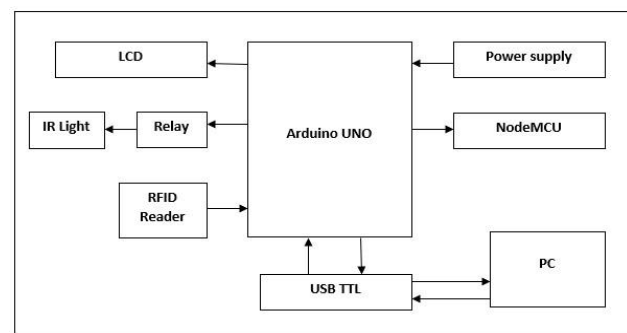 LCD
Power supply
IR Light
Relay
Arduino UNO
NodeMCU
RFID
Reader
PC
USB TTL